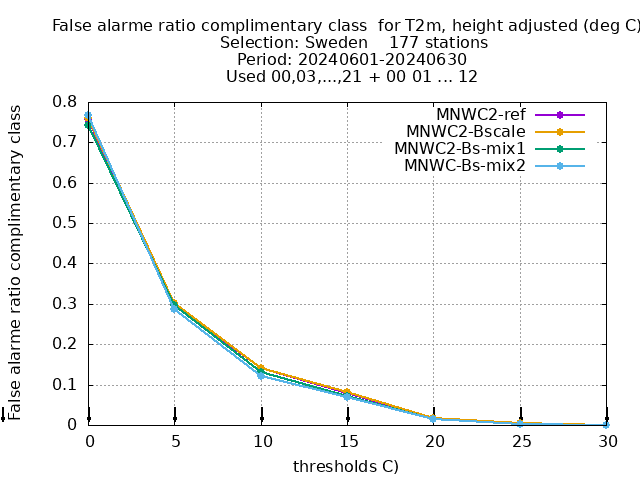 False alarme ratio complimentary class  for T2m, height adjusted (deg C)
Selection: Sweden    177 stations
Period: 20240601-20240630
Used 00,03,...,21 + 00 01 ... 12
MNWC2-ref
MNWC2-Bscale
MNWC2-Bs-mix1
MNWC-Bs-mix2
False alarme ratio complimentary class
0.8
0.7
0.6
0.5
0.4
0.3
0.2
0.1
0
0 5 10 15 20 25 30
thresholds C)